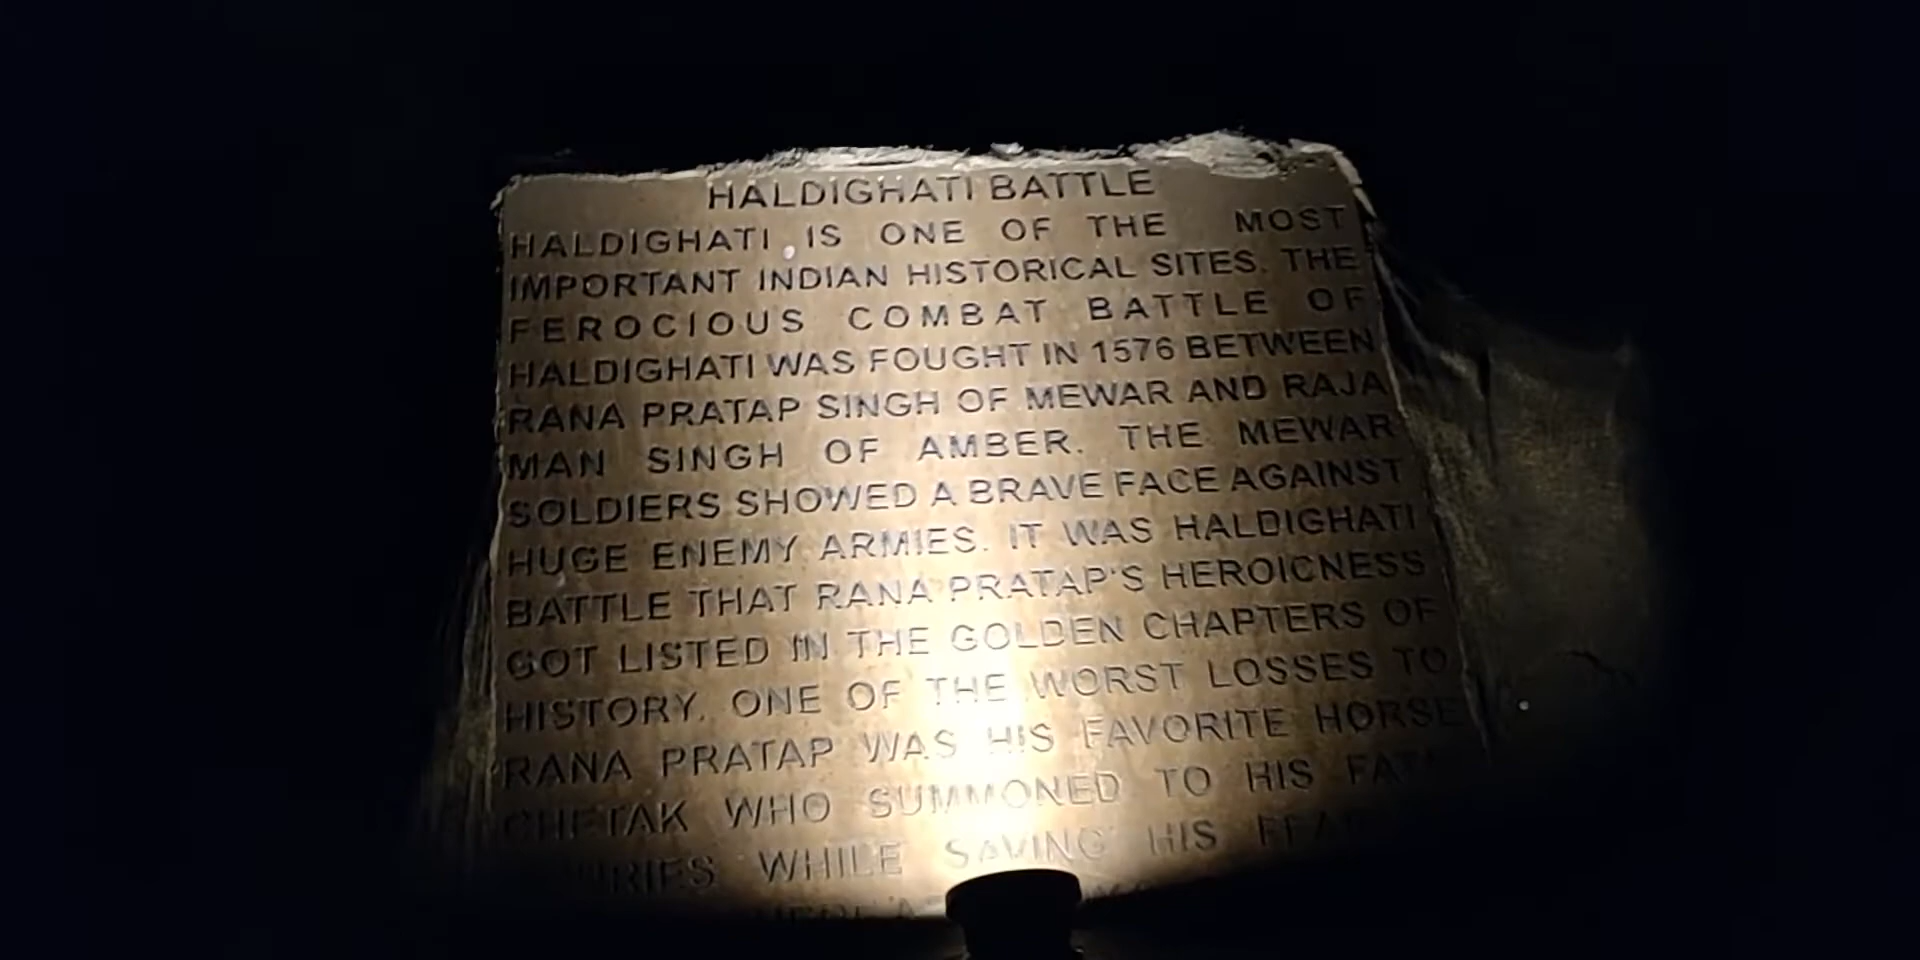 HALDIGHATI BATTLE
HALDIGHATI IS ONE OF THE MOST
IMPORTANT INDIAN HISTORICAL SITES. THE
FEROCIOUS COMBAT BATTLE OF
HALDIGHATI WAS FOUGHT IN 1576 BETWEEN
RANA PRATAP SINGH OF MEWAR AND RAJA
MAN SINGH OF AMBER. THE MEWAR
SOLDIERS SHOWED A BRAVE FACE AGAINST
HUGE ENEMY ARMIES. IT WAS HALDIGHATI
BATTLE THAT RANA PRATAP'S HEROICNESS
GOT LISTED IN THE GOLDEN CHAPTERS OF
HISTORY. ONE OF THE WORST LOSSES TO
RANA PRATAP WAS HIS FAVORITE HORSE
CHETAK WHO SUMMONED TO HIS
WHILE SAVING HIS